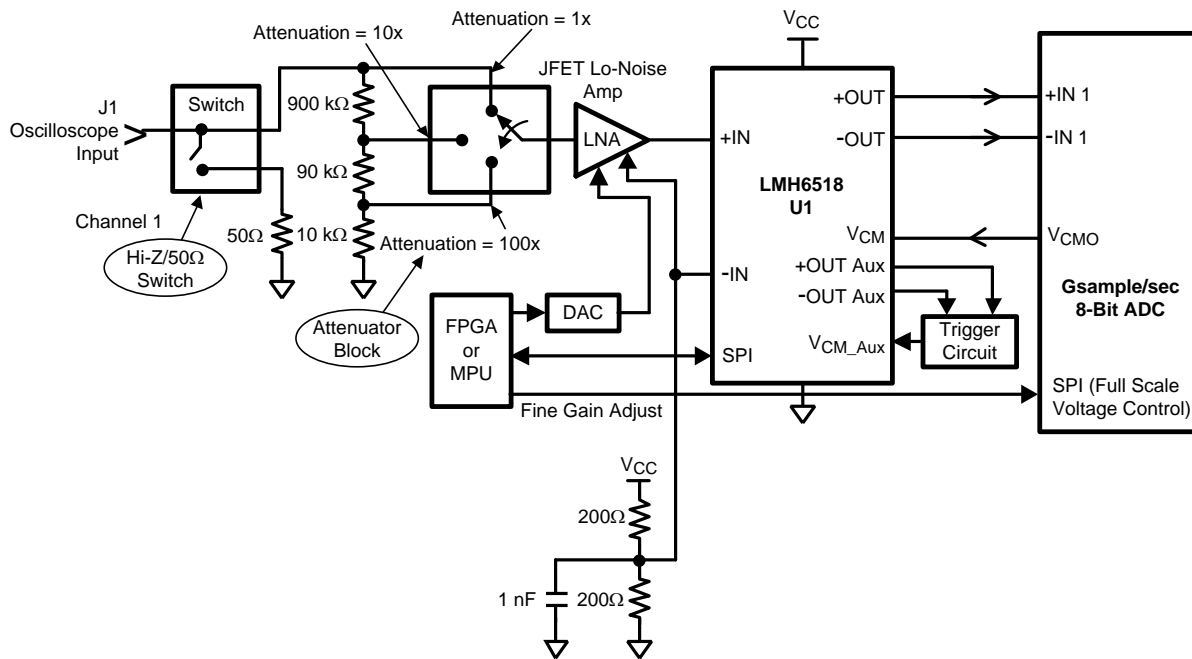 Attenuation = 1x
VCC
Attenuation = 10x
JFET Lo-Noise
Amp
J1
Oscilloscope
Input
Switch
900 kΩ
90 kΩ
10 kΩ
50Ω
Channel 1
Hi-Z/50Ω
Switch
Attenuation = 100x
Attenuator
Block
LNA
+IN
-IN
+OUT
-OUT
LMH6518
U1
VCM
+OUT Aux
-OUT Aux
VCM_Aux
SPI
+IN 1
-IN 1
VCMO
Gsample/sec
8-Bit ADC
Trigger
Circuit
SPI (Full Scale
Voltage Control)
FPGA
or
MPU
DAC
Fine Gain Adjust
VCC
200Ω
1 nF
200Ω